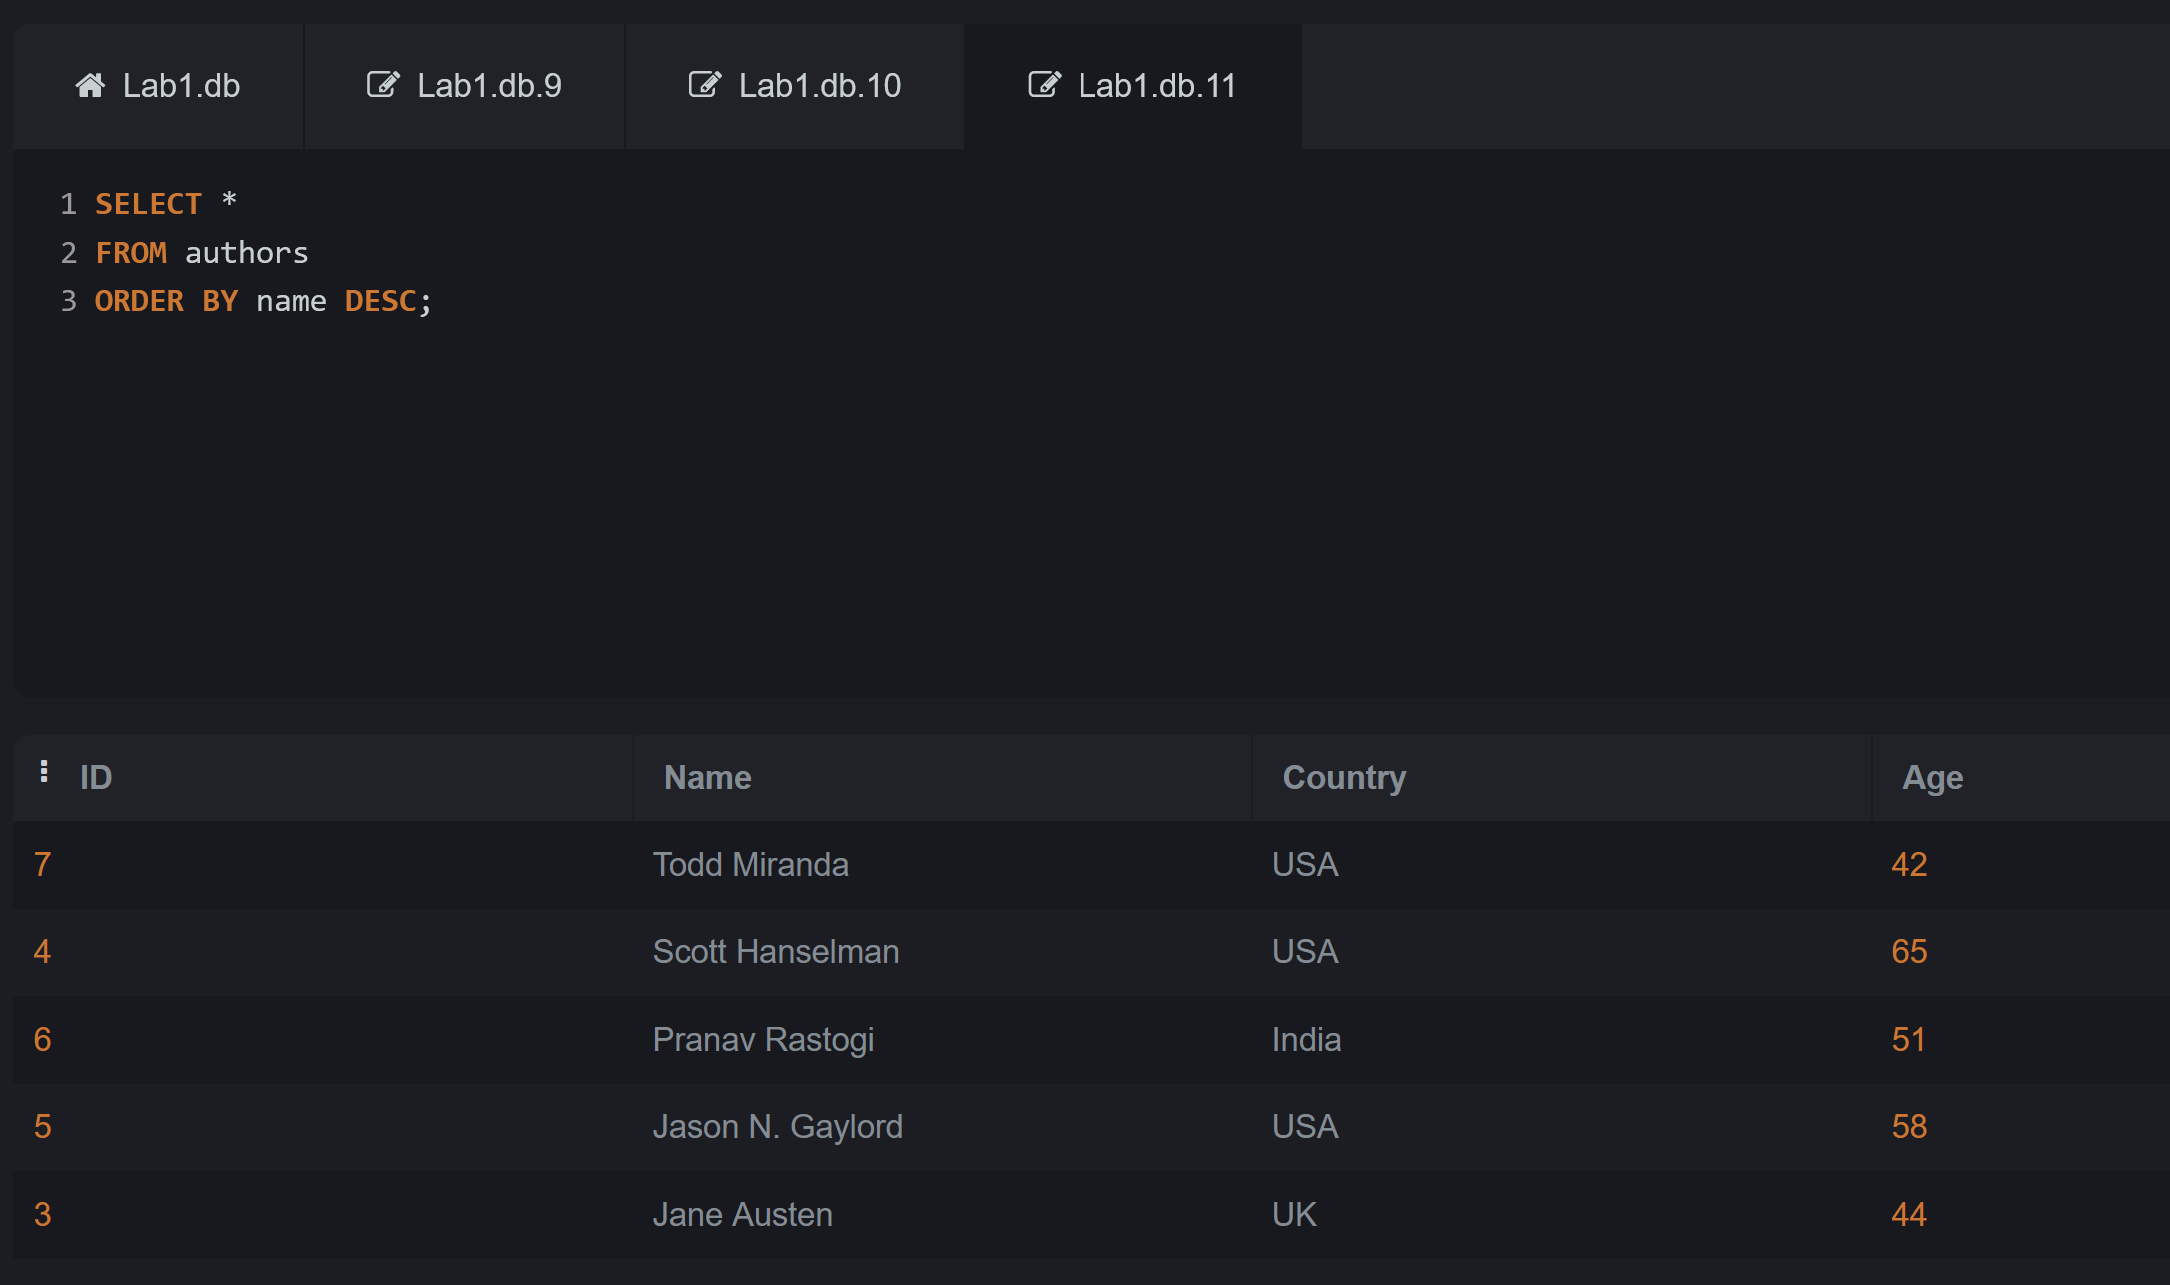 Lab1.db Lab1.db.9 Lab1.db.10 Lab1.db.11
1 SELECT *
2 FROM authors
3 ORDER BY name DESC;
ID Name Country Age
7 Todd Miranda USA 42
4 Scott Hanselman USA 65
6 Pranav Rastogi India 51
5 Jason N. Gaylord USA 58
3 Jane Austen UK 44